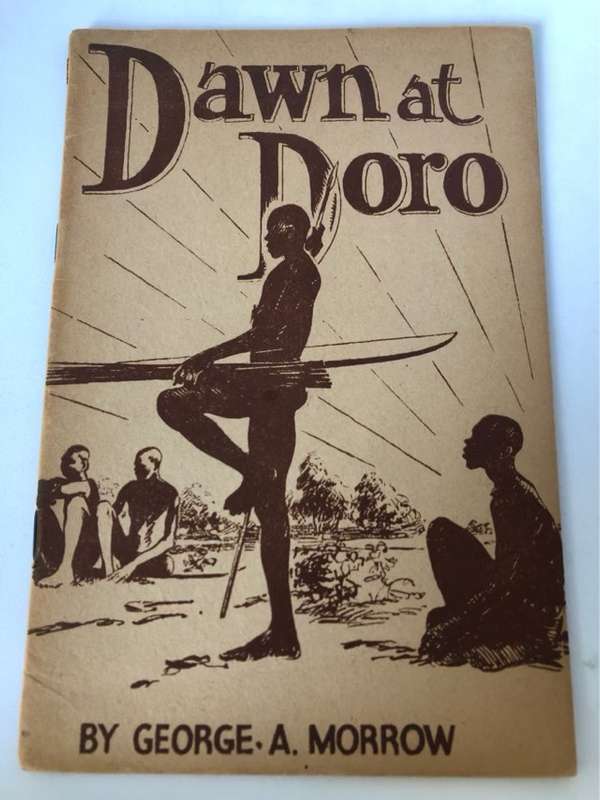 Dawn at
Doro
BY GEORGE. A. MORROW